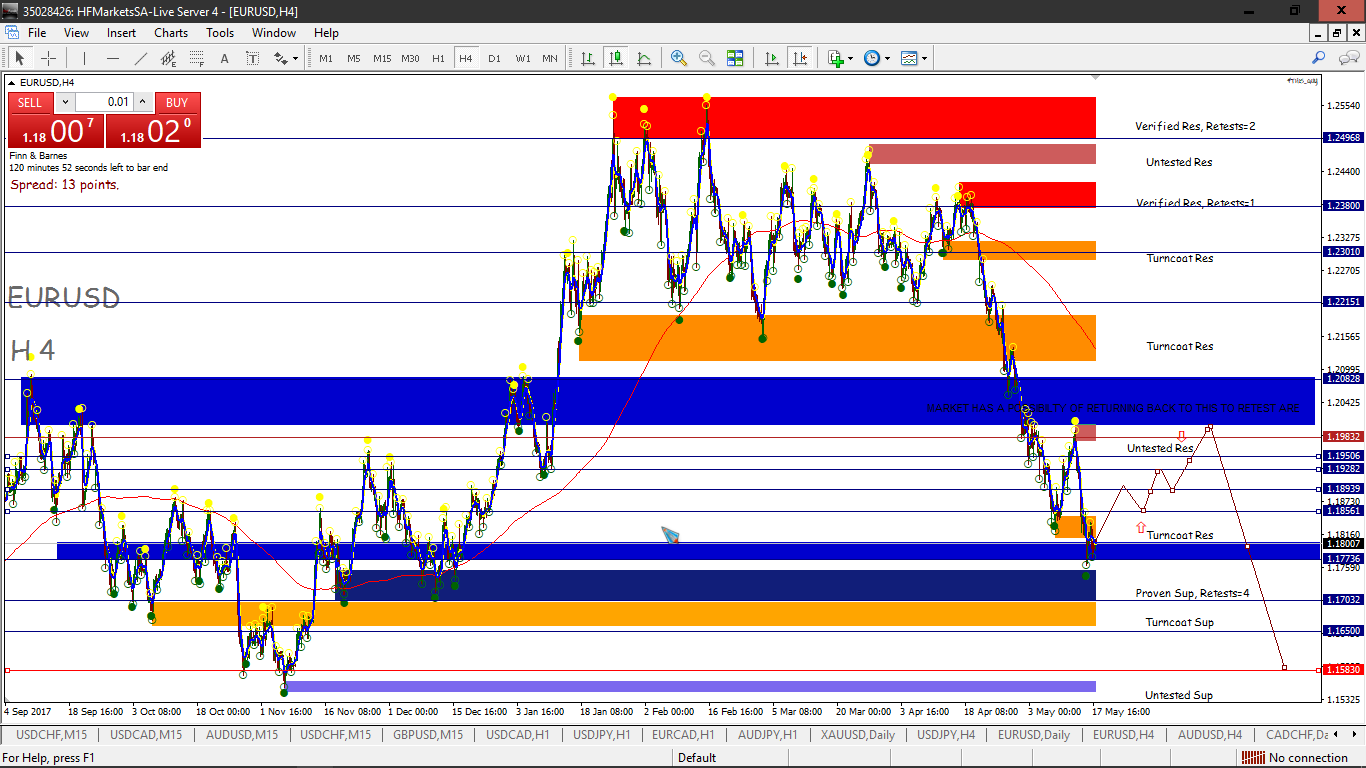 35028426: HFMarketsSA-Live Server 4 - [EURUSD,H4]
File View Insert Charts Tools Window Help
A T M1 M5 M15 M30 H1 H4 D1 W1 MN
EURUSD,H4
SELL 0.01 BUY
1.18 00 7 1.18 02 0
Finn & Barnes
120 minutes 52 seconds left to bar end
Spread: 13 points.
EURUSD
H 4
Verified Res, Retests=2
Untested Res
Verified Res, Retests=1
Turncoat Res
Turncoat Res
MARKET HAS A POSSIBILTY OF RETURNING BACK TO THIS TO RETEST ARE
Untested Res
Turncoat Res
Proven Sup, Retests=4
Turncoat Sup
Untested Sup
1.25540
1.24968
1.24400
1.23800
1.23275
1.23010
1.22705
1.22151
1.21565
1.20995
1.20828
1.20425
1.19832
1.19506
1.19282
1.18939
1.18730
1.18561
1.18160
1.18007
1.17736
1.17590
1.17032
1.16500
1.15830
1.15325
4 Sep 2017 18 Sep 16:00 3 Oct 08:00 18 Oct 00:00 1 Nov 16:00 16 Nov 08:00 1 Dec 00:00 15 Dec 16:00 3 Jan 16:00 18 Jan 08:00 2 Feb 00:00 16 Feb 16:00 5 Mar 08:00 20 Mar 00:00 3 Apr 16:00 18 Apr 08:00 3 May 00:00 17 May 16:00
USDCHF,M15 USDCAD,M15 AUDUSD,M15 USDCHF,M15 GBPUSD,M15 USDCAD,H1 USDJPY,H1 EURCAD,H1 AUDJPY,H1 XAUUSD,Daily USDJPY,H4 EURUSD,Daily EURUSD,H4 AUDUSD,H4 CADCHF,Da
For Help, press F1 Default No connection